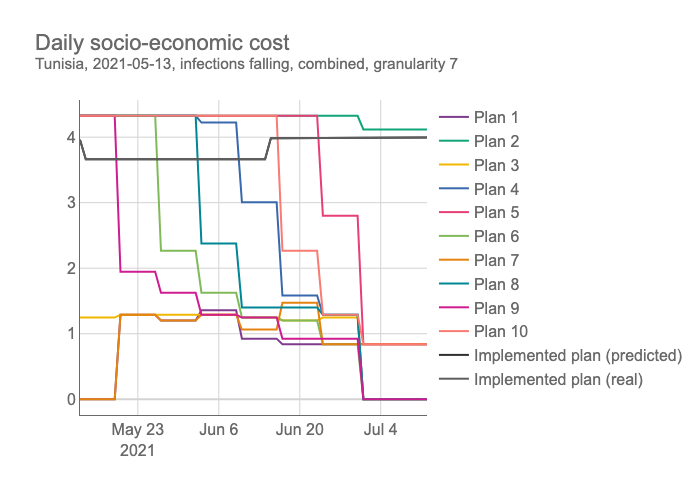 Daily socio-economic cost
Tunisia, 2021-05-13, infections falling, combined, granularity 7
4
3
2
1
0
May 23
2021
Jun 6
Jun 20
Jul 4
Plan 1
Plan 2
Plan 3
Plan 4
Plan 5
Plan 6
Plan 7
Plan 8
Plan 9
Plan 10
Implemented plan (predicted)
Implemented plan (real)